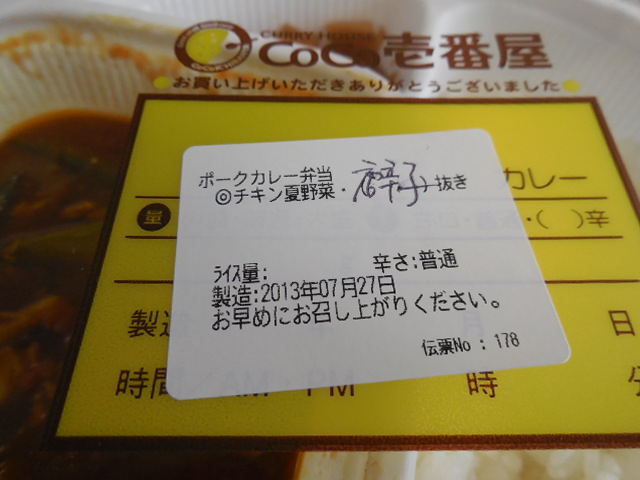 CURRY HOUSE
CoCo壱番屋
お買い上げいただきありがとうございました
ポークカレー弁当
◎チキン夏野菜・唐辛子抜き
カレー
量
・( )辛
ライス量:
辛さ:普通
製造:2013年07月27日
お早めにお召し上がりください。
伝票No : 178
製造
月
日
時間
AM・PM
時